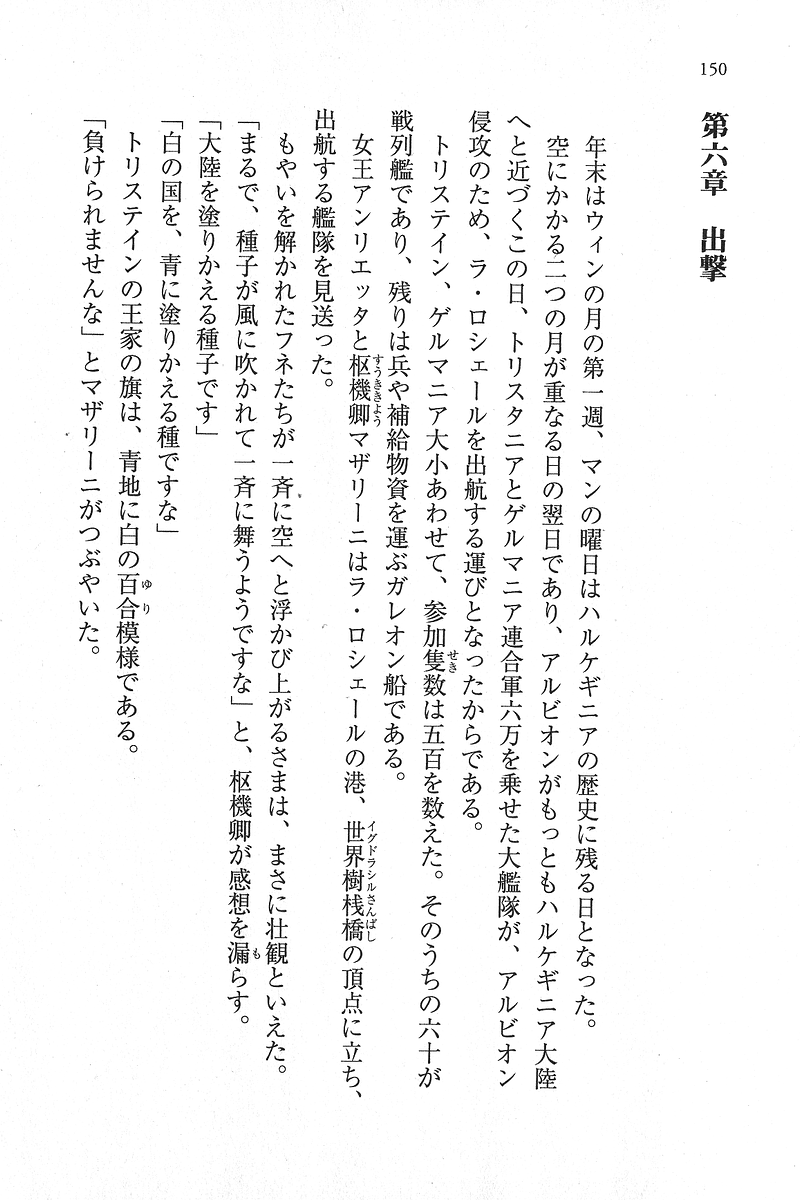 150
第六章　出撃
年末はウィンの月の第一週、マンの曜日はハルケギニアの歴史に残る日となった。
空にかかる二つの月が重なる日の翌日であり、アルビオンがもっともハルケギニア大陸
へと近づくこの日、トリスタニアとゲルマニア連合軍六万を乗せた大艦隊が、アルビオン
侵攻のため、ラ・ロシェールを出航する運びとなったからである。
トリステイン、ゲルマニア大小あわせて、参加隻数は五百を数えた。そのうちの六十が
戦列艦であり、残りは兵や補給物資を運ぶガレオン船である。
女王アンリエッタと枢機卿マザリーニはラ・ロシェールの港、世界樹桟橋の頂点に立ち、
出航する艦隊を見送った。
もやいを解かれたフネたちが一斉に空へと浮かび上がるさまは、まさに壮観といえた。
「まるで、種子が風に吹かれて一斉に舞うようですな」と、枢機卿が感想を漏らす。
「大陸を塗りかえる種子です」
「白の国を、青に塗りかえる種ですな」
トリステインの王家の旗は、青地に白の百合模様である。
「負けられませんな」とマザリーニがつぶやいた。